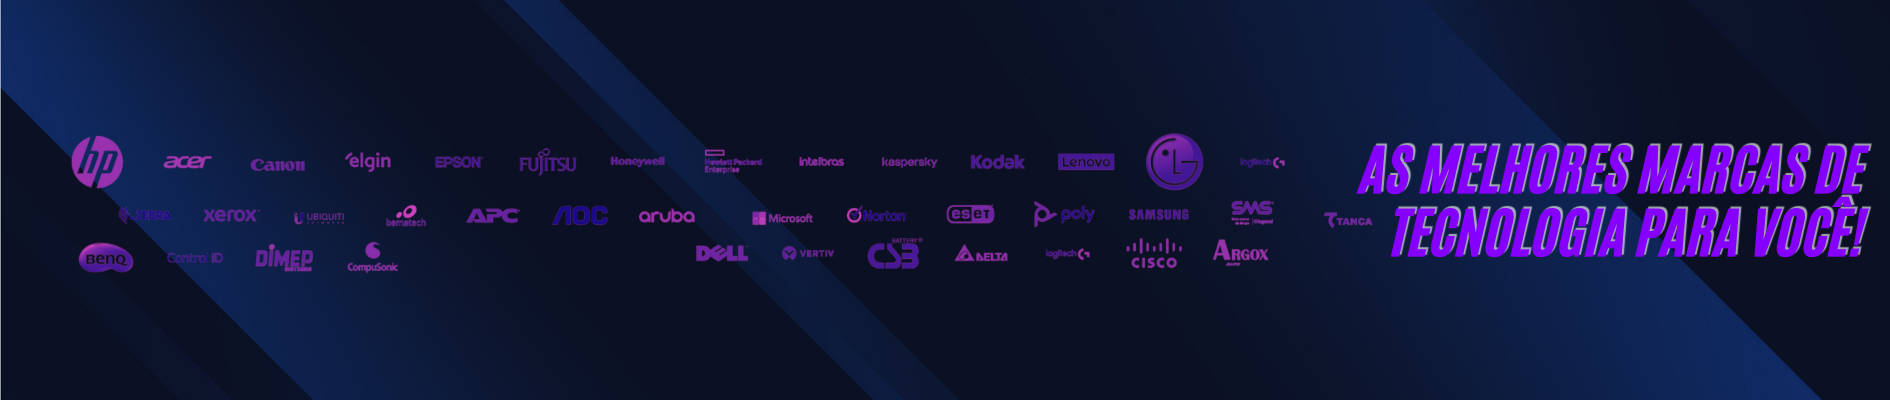 hp acer Canon elgin EPSON FUJITSU Honeywell Hewlett Packard Enterprise intelbras kaspersky Kodak Lenovo LG logitech G
ZEBRA xerox UBIQUITI bematech APC AOC aruba Microsoft Norton eseT poly SAMSUNG SMS TANCA
BenQ Control iD DIMEP CompuSonic DELL VERTIV CSB BATTERY® DELTA logitech G CISCO ARGOX
AS MELHORES MARCAS DE
TECNOLOGIA PARA VOCÊ!